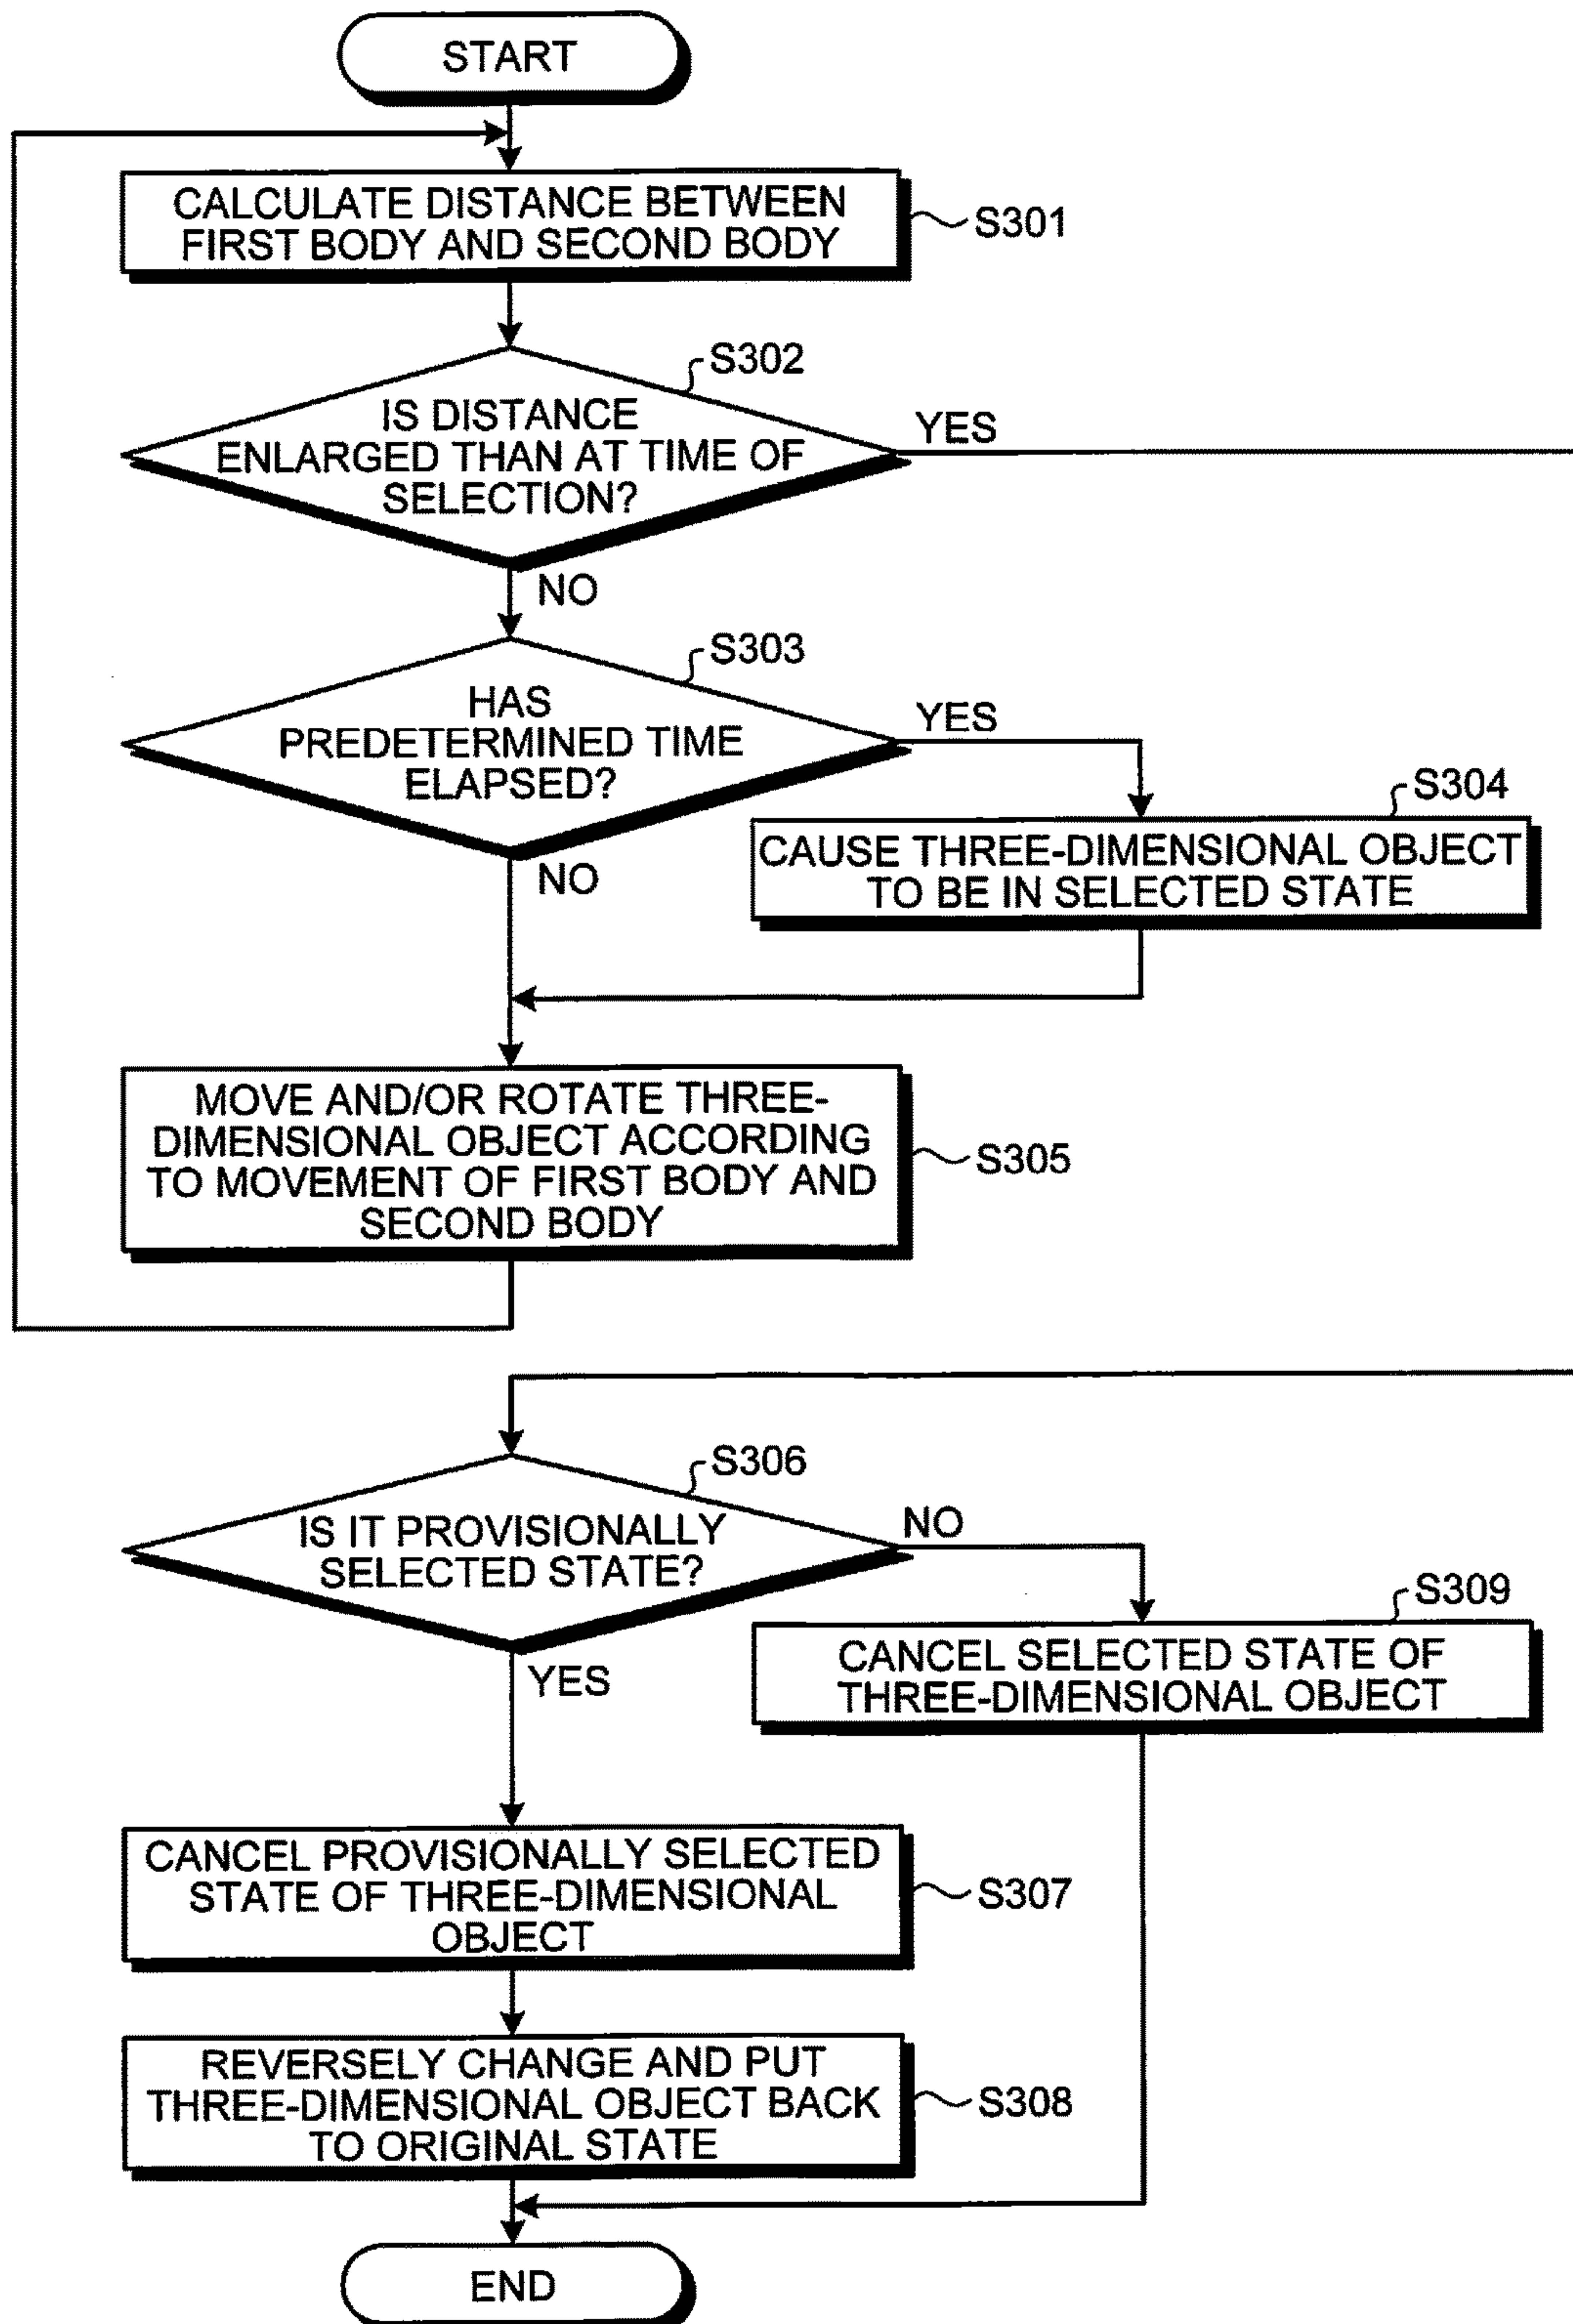 START
CALCULATE DISTANCE BETWEEN
FIRST BODY AND SECOND BODY
S301
S302
IS DISTANCE
ENLARGED THAN AT TIME OF
SELECTION?
YES
NO
S303
HAS
PREDETERMINED TIME
ELAPSED?
YES
NO
S304
CAUSE THREE-DIMENSIONAL OBJECT
TO BE IN SELECTED STATE
MOVE AND/OR ROTATE THREE-
DIMENSIONAL OBJECT ACCORDING
TO MOVEMENT OF FIRST BODY AND
SECOND BODY
S305
S306
IS IT PROVISIONALLY
SELECTED STATE?
NO
YES
S309
CANCEL SELECTED STATE OF
THREE-DIMENSIONAL OBJECT
CANCEL PROVISIONALLY SELECTED
STATE OF THREE-DIMENSIONAL
OBJECT
S307
REVERSELY CHANGE AND PUT
THREE-DIMENSIONAL OBJECT BACK
TO ORIGINAL STATE
S308
END